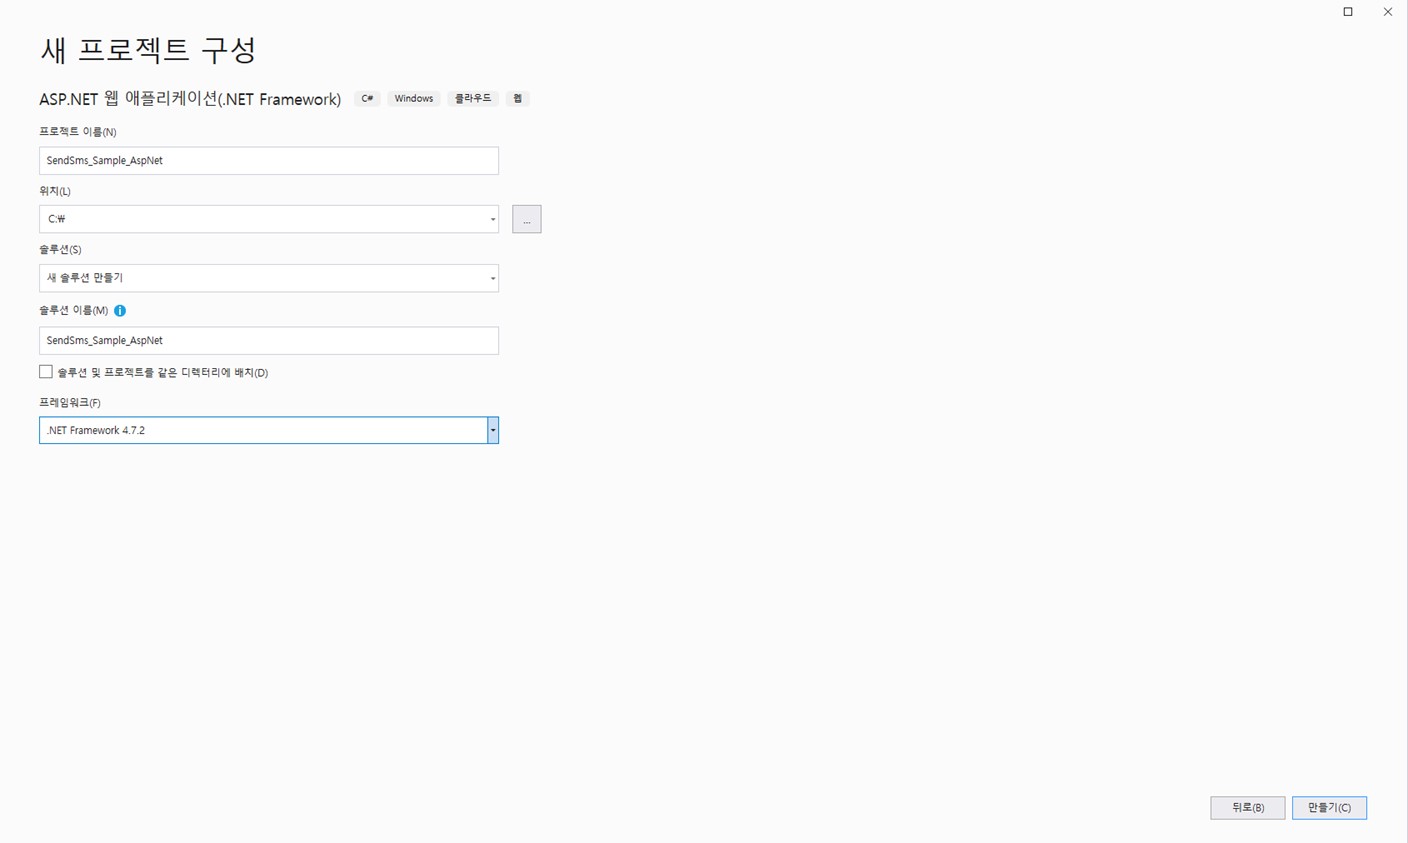 새 프로젝트 구성
ASP.NET 웹 애플리케이션(.NET Framework) C# Windows 클라우드 웹
프로젝트 이름(N)
SendSms_Sample_AspNet
위치(L)
C:₩
...
솔루션(S)
새 솔루션 만들기
솔루션 이름(M)
SendSms_Sample_AspNet
솔루션 및 프로젝트를 같은 디렉터리에 배치(D)
프레임워크(F)
.NET Framework 4.7.2
뒤로(B) 만들기(C)